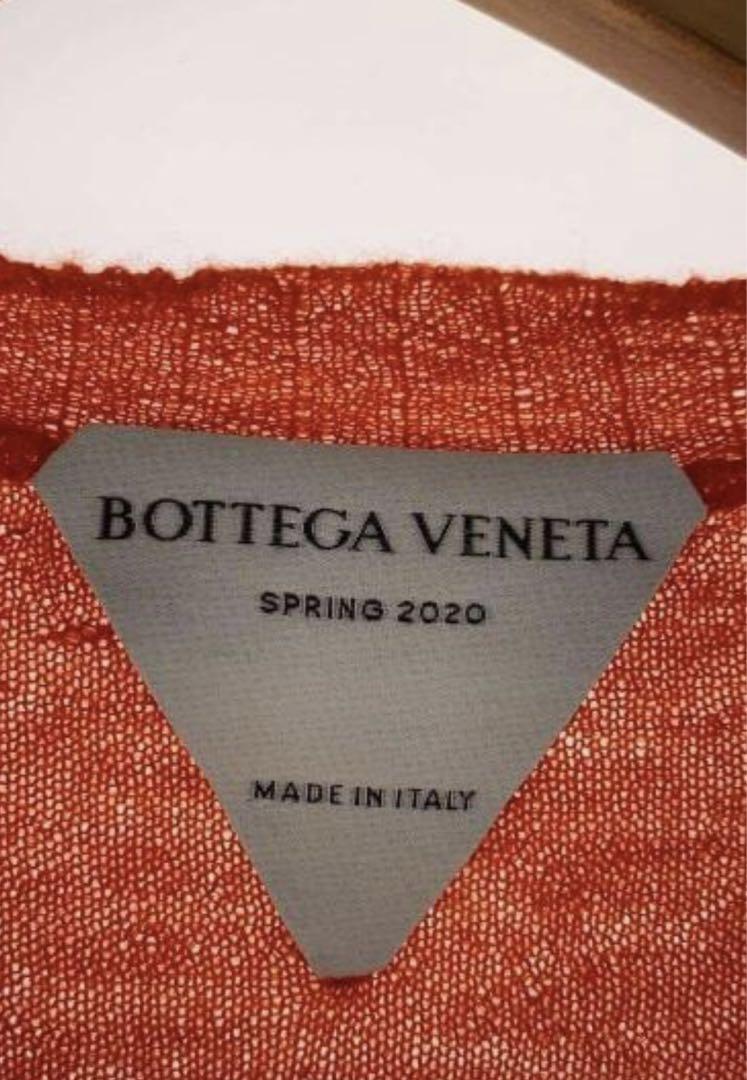 BOTTEGA VENETA
SPRING 2020
MADE IN ITALY